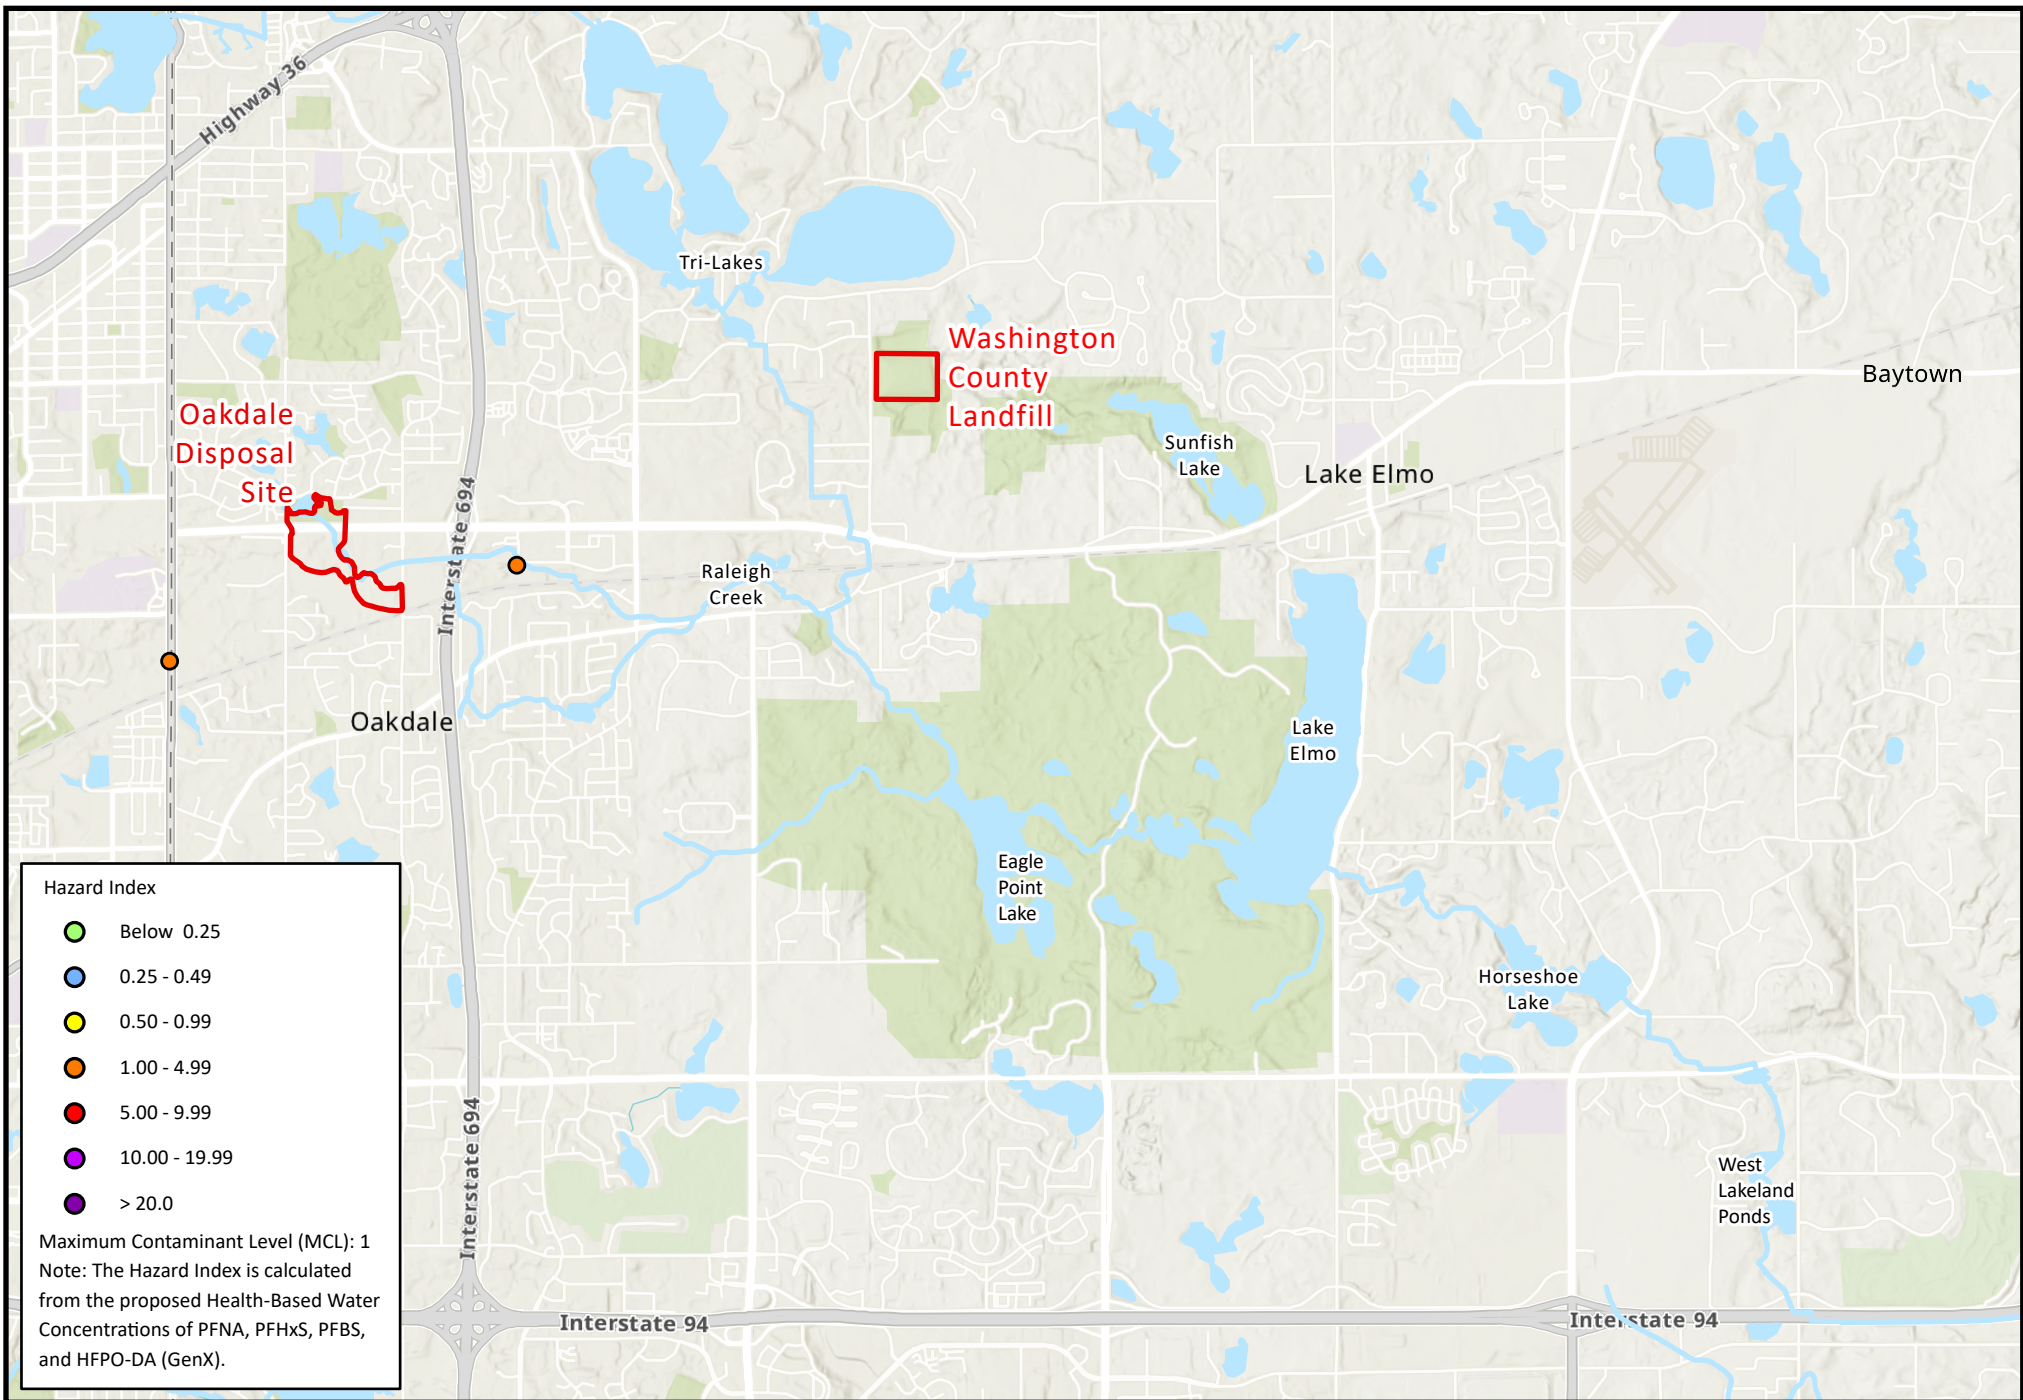 Highway 36
Tri-Lakes
Washington
County
Landfill
Baytown
Oakdale
Disposal
Site
Sunfish
Lake
Lake Elmo
Interstate 694
Raleigh
Creek
Oakdale
Lake
Elmo
Eagle
Point
Lake
Horseshoe
Lake
Interstate 694
West
Lakeland
Ponds
Interstate 94
Interstate 94
Hazard Index
Below 0.25
0.25 - 0.49
0.50 - 0.99
1.00 - 4.99
5.00 - 9.99
10.00 - 19.99
> 20.0
Maximum Contaminant Level (MCL): 1
Note: The Hazard Index is calculated
from the proposed Health-Based Water
Concentrations of PFNA, PFHxS, PFBS,
and HFPO-DA (GenX).